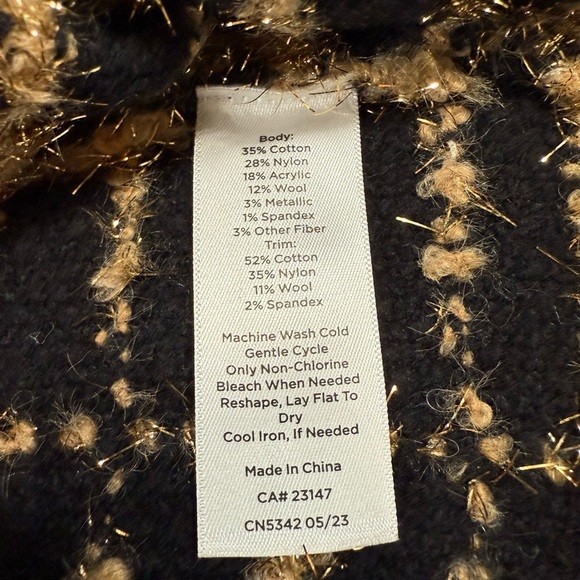 Body:
35% Cotton
28% Nylon
18% Acrylic
12% Wool
3% Metallic
1% Spandex
3% Other Fiber
Trim:
52% Cotton
35% Nylon
11% Wool
2% Spandex
Machine Wash Cold
Gentle Cycle
Only Non-Chlorine
Bleach When Needed
Reshape, Lay Flat To
Dry
Cool Iron, If Needed
Made In China
CA# 23147
CN5342 05/23